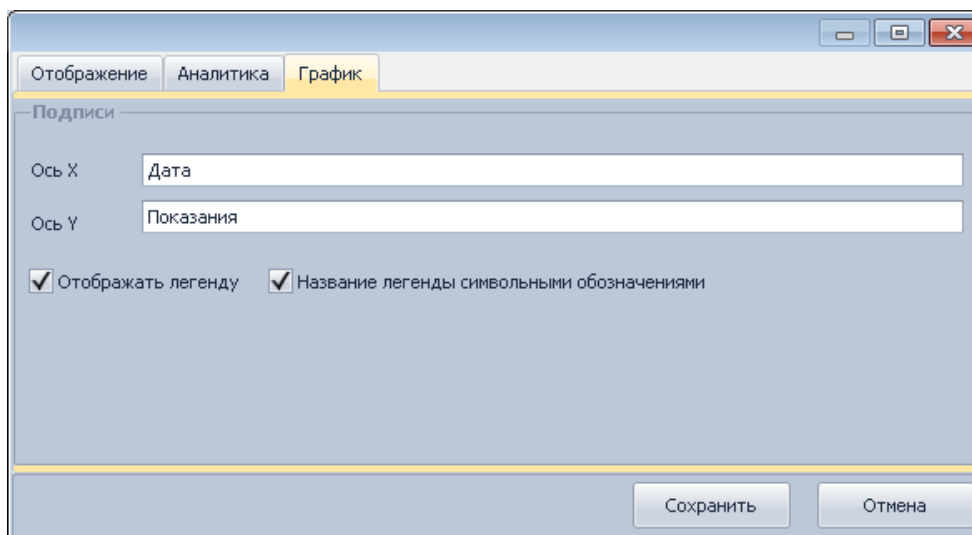 Отображение Аналитика График
Подписи
Ось X Дата
Ось Y Показания
Отображать легенду Название легенды символьными обозначениями
Сохранить Отмена